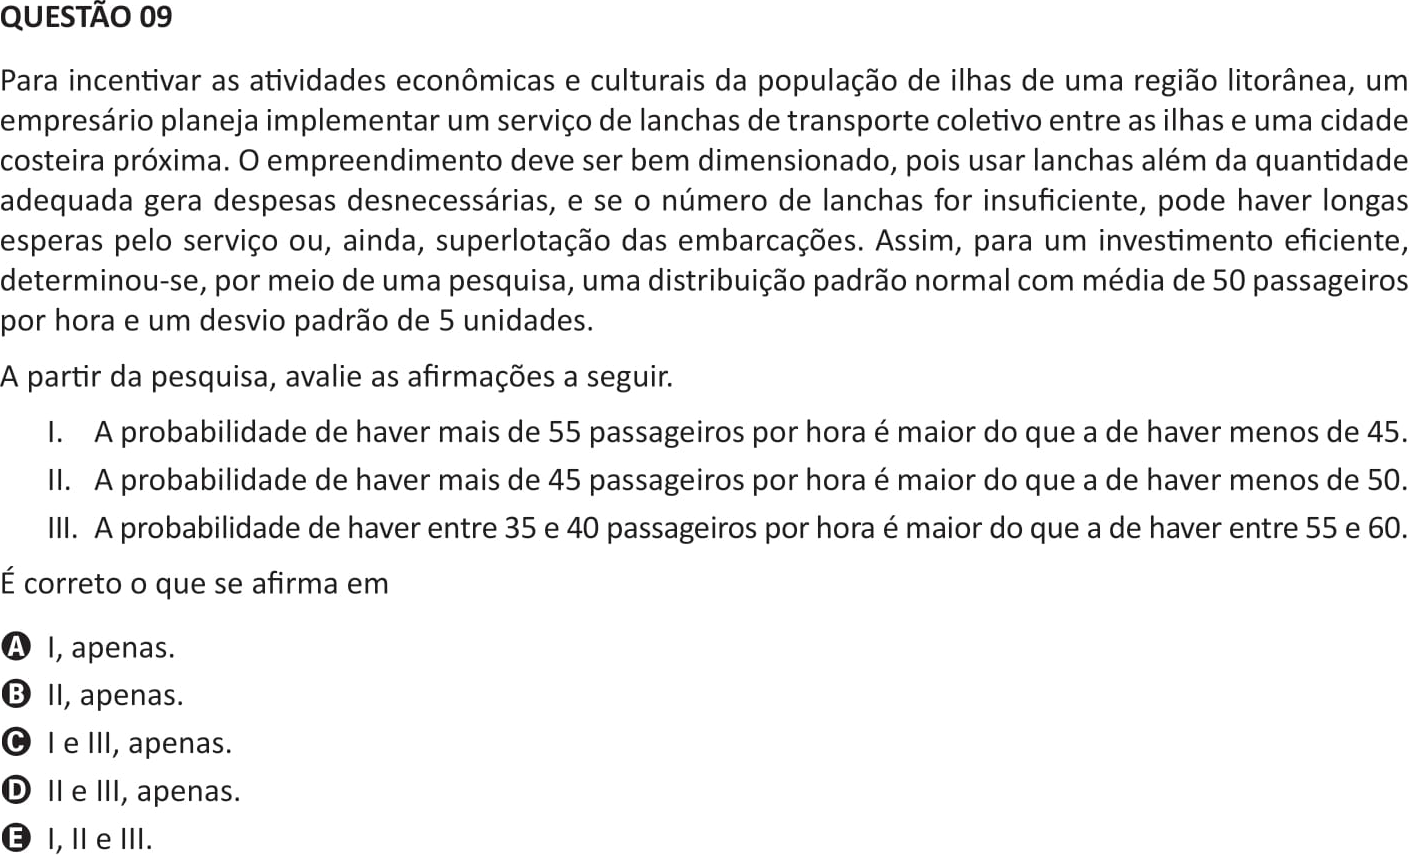 QUESTÃO 09
Para incentivar as atividades econômicas e culturais da população de ilhas de uma região litorânea, um
empresário planeja implementar um serviço de lanchas de transporte coletivo entre as ilhas e uma cidade
costeira próxima. O empreendimento deve ser bem dimensionado, pois usar lanchas além da quantidade
adequada gera despesas desnecessárias, e se o número de lanchas for insuficiente, pode haver longas
esperas pelo serviço ou, ainda, superlotação das embarcações. Assim, para um investimento eficiente,
determinou-se, por meio de uma pesquisa, uma distribuição padrão normal com média de 50 passageiros
por hora e um desvio padrão de 5 unidades.
A partir da pesquisa, avalie as afirmações a seguir.
I. A probabilidade de haver mais de 55 passageiros por hora é maior do que a de haver menos de 45.
II. A probabilidade de haver mais de 45 passageiros por hora é maior do que a de haver menos de 50.
III. A probabilidade de haver entre 35 e 40 passageiros por hora é maior do que a de haver entre 55 e 60.
É correto o que se afirma em
A I, apenas.
B II, apenas.
C I e III, apenas.
D II e III, apenas.
E I, II e III.